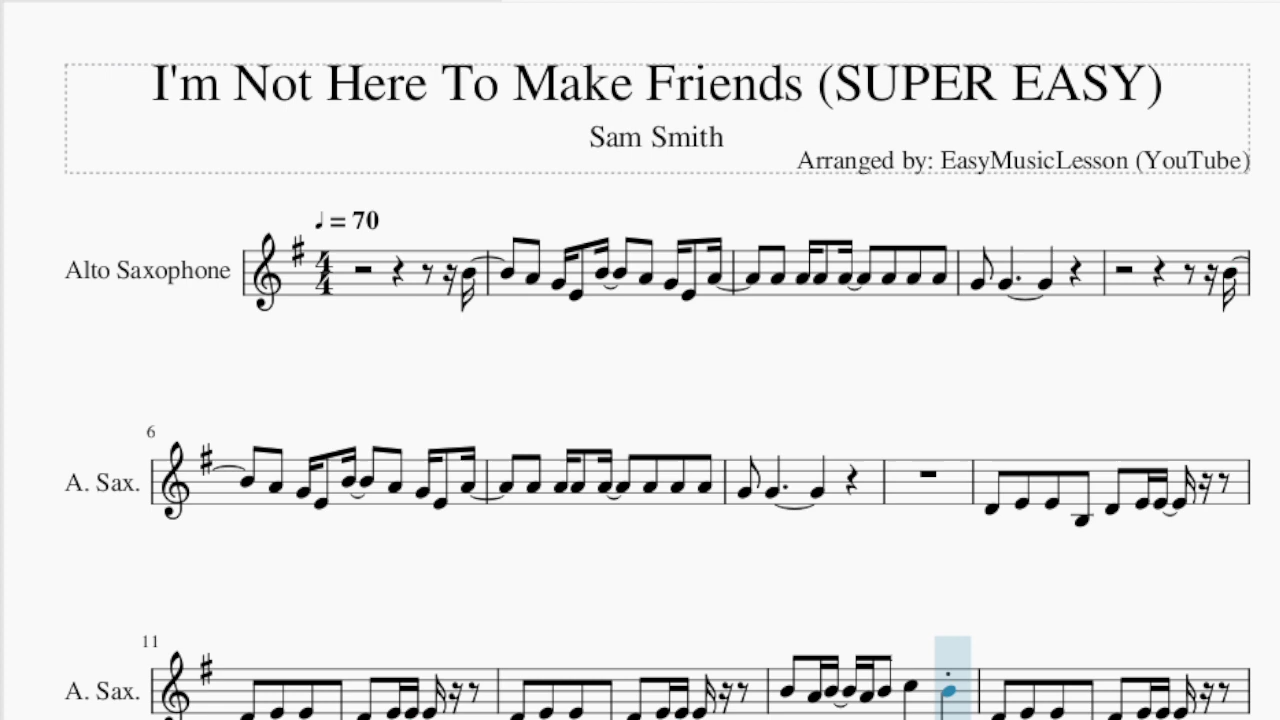 I'm Not Here To Make Friends (SUPER EASY)
Sam Smith
Arranged by: EasyMusicLesson (YouTube)
♩ = 70
Alto Saxophone
4
4
6
A. Sax.
11
A. Sax.